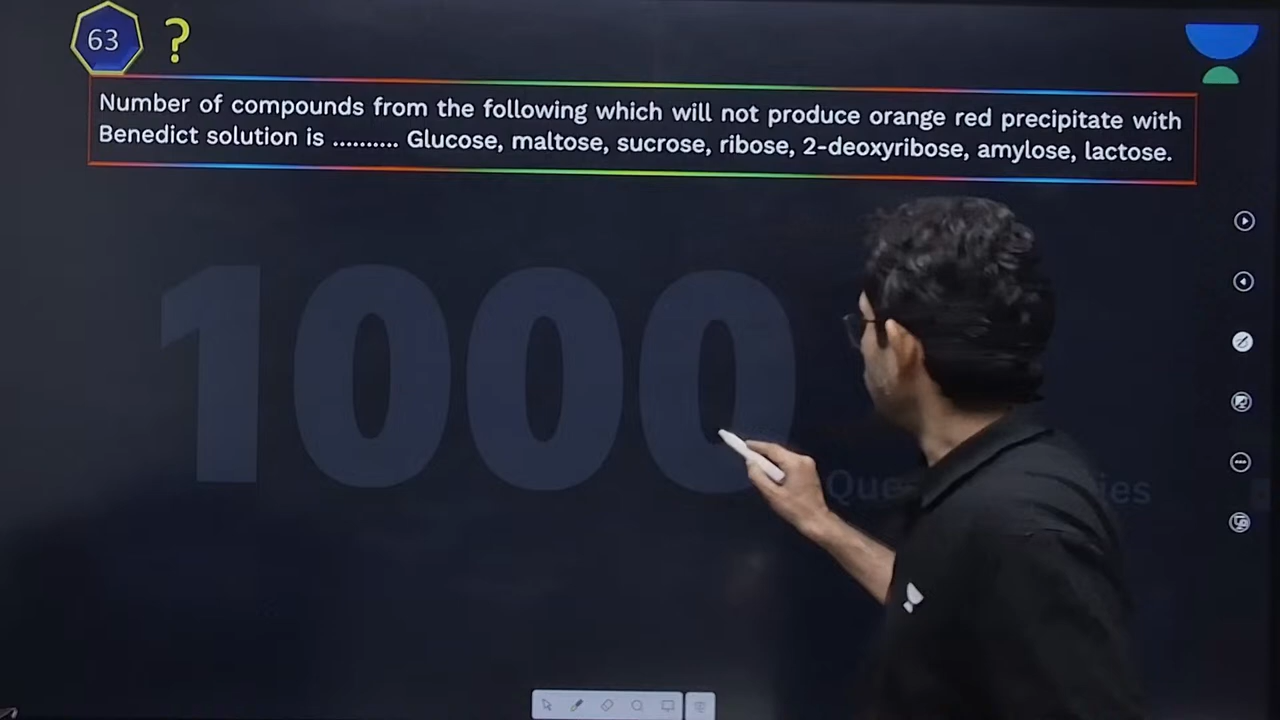 63 ?
Number of compounds from the following which will not produce orange red precipitate with
Benedict solution is .......... Glucose, maltose, sucrose, ribose, 2-deoxyribose, amylose, lactose.
1000